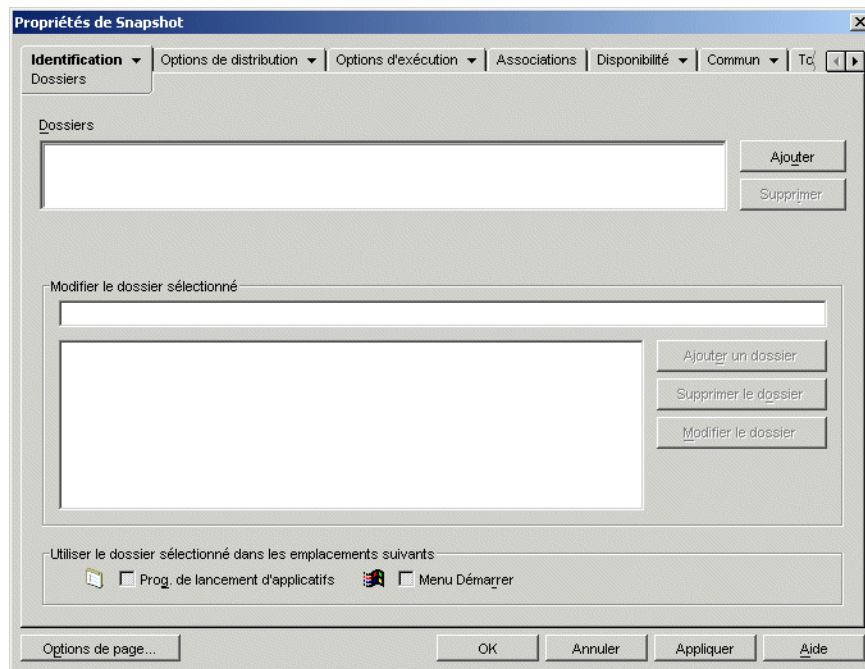 Propriétés de Snapshot
Identification Options de distribution Options d'exécution Associations Disponibilité Commun
Dossiers
Dossiers
Ajouter
Supprimer
Modifier le dossier sélectionné
Ajouter un dossier
Supprimer le dossier
Modifier le dossier
Utiliser le dossier sélectionné dans les emplacements suivants
Prog. de lancement d'applicatifs Menu Démarrer
Options de page... OK Annuler Appliquer Aide